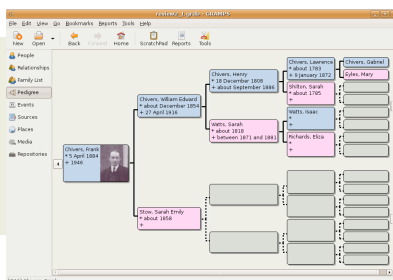 review2_1_y_u - GRAMPS
File Edit View Go Bookmarks Reports Tools Help
New Open Back Forward Home ScratchPad Reports Tools
People
Relationships
Family List
Pedigree
Events
Sources
Places
Media
Repositories
Chivers, Frank
* 5 April 1884
+ 1946
Chivers, William Edward
* about December 1854
+ 27 April 1916
Stow, Sarah Emily
* about 1858
+
Chivers, Henry
* 18 December 1808
+ about September 1886
Watts, Sarah
* about 1818
+ between 1871 and 1881
Chivers, Lawrence
* about 1783
+ 9 January 1872
Shilton, Sarah
* about 1785
+
Watts, Isaac
*
+
Richards, Eliza
*
+
Chivers, Gabriel
Eyles, Mary